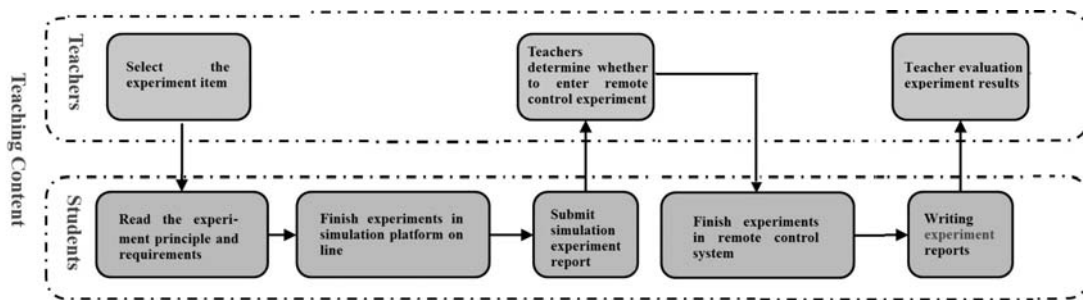 Teaching Content
Teachers
Select the
experiment item
Teachers
determine whether
to enter remote
control experiment
Teacher evaluation
experiment results
Students
Read the experi-
ment principle and
requirements
Finish experiments in
simulation platform on
line
Submit
simulation
experiment
report
Finish experiments
in remote control
system
Writing
experiment
reports